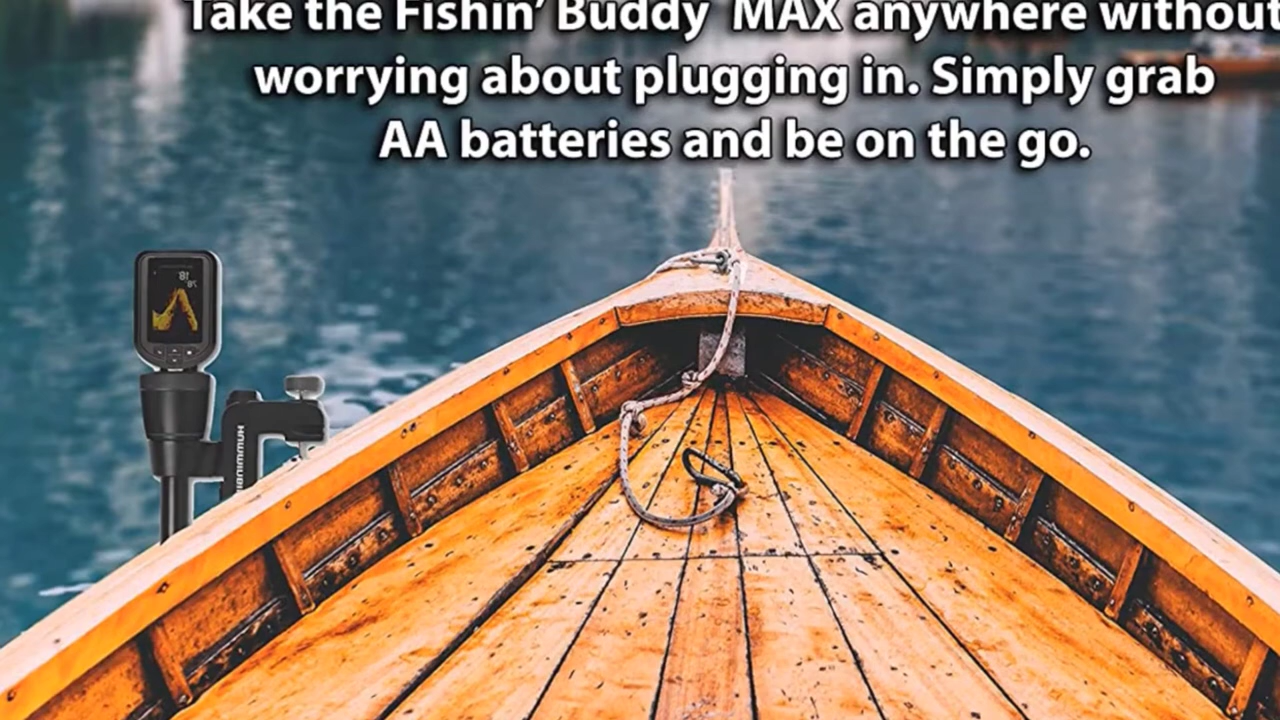 Take the Fishin' Buddy MAX anywhere without
worrying about plugging in. Simply grab
AA batteries and be on the go.
HUMMINBIRD